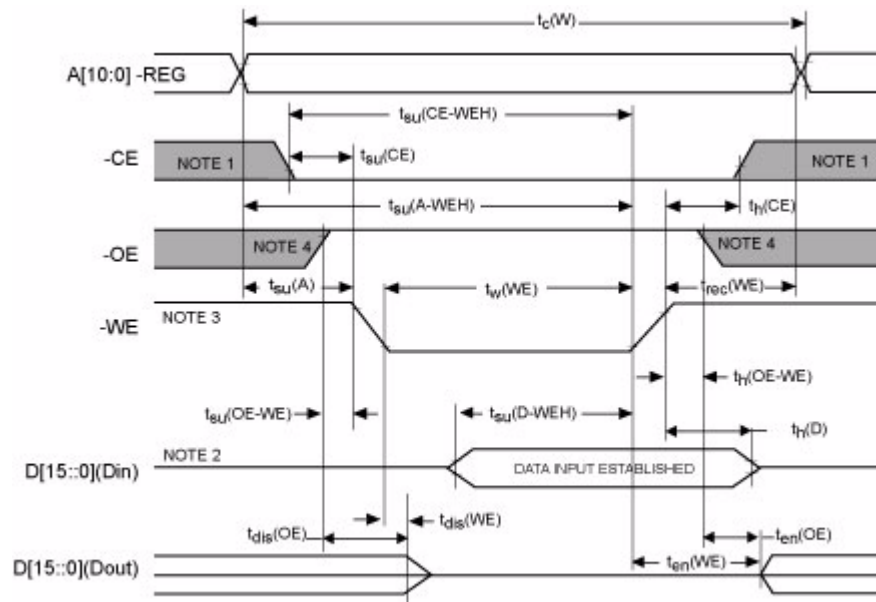 tc(W)
A[10:0] -REG
tsu(CE-WEH)
-CE
NOTE 1
tsu(CE)
NOTE 1
tsu(A-WEH)
th(CE)
-OE
NOTE 4
NOTE 4
tsu(A)
tw(WE)
trec(WE)
-WE
NOTE 3
th(OE-WE)
tsu(OE-WE)
tsu(D-WEH)
th(D)
NOTE 2
D[15::0](Din)
DATA INPUT ESTABLISHED
tdis(WE)
tdis(OE)
ten(OE)
ten(WE)
D[15::0](Dout)